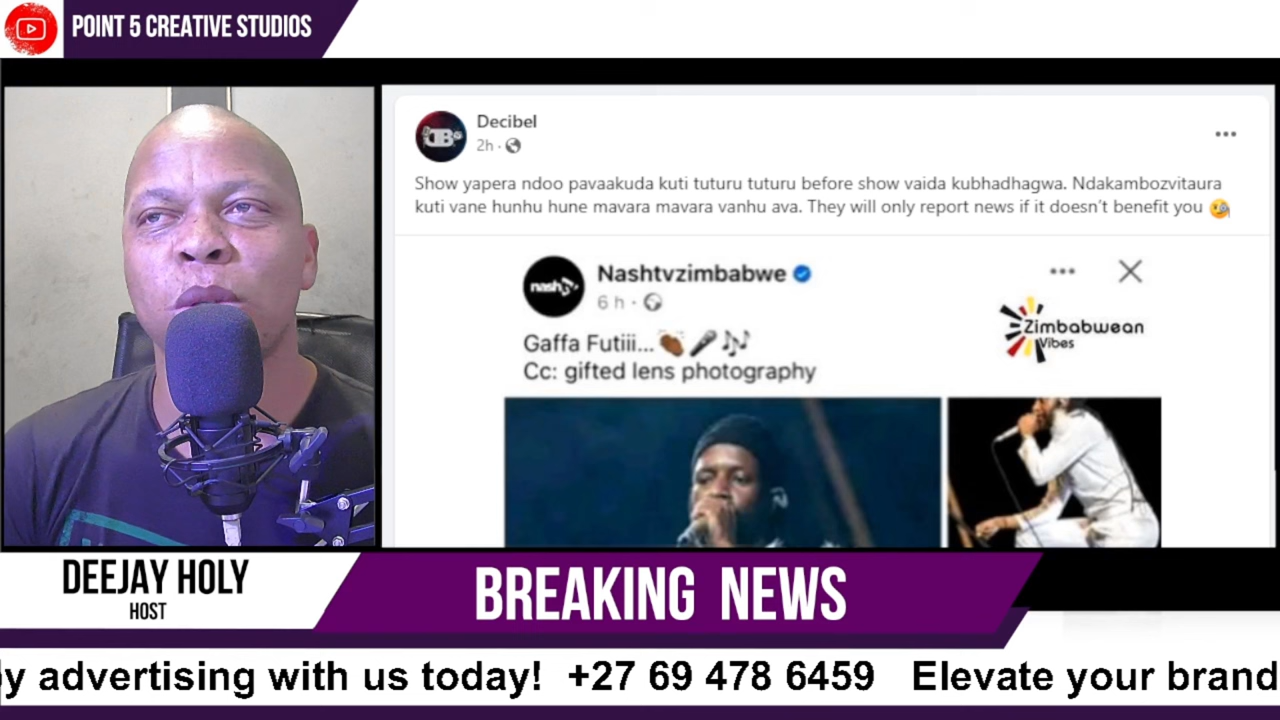 POINT 5 CREATIVE STUDIOS
Decibel
2h ·
Show yapera ndoo pavaakuda kuti tuturu tuturu before show vaida kubhadhagwa. Ndakambozvitaura
kuti vane hunhu hune mavara mavara vanhu ava. They will only report news if it doesn't benefit you 🧐
nash
Nashtvzimbabwe
6 h ·
Gaffa Futiii... 👏🏾🎤🎶
Cc: gifted lens photography
Zimbabwean
Vibes
DEEJAY HOLY
HOST
BREAKING NEWS
y advertising with us today! +27 69 478 6459 Elevate your brand